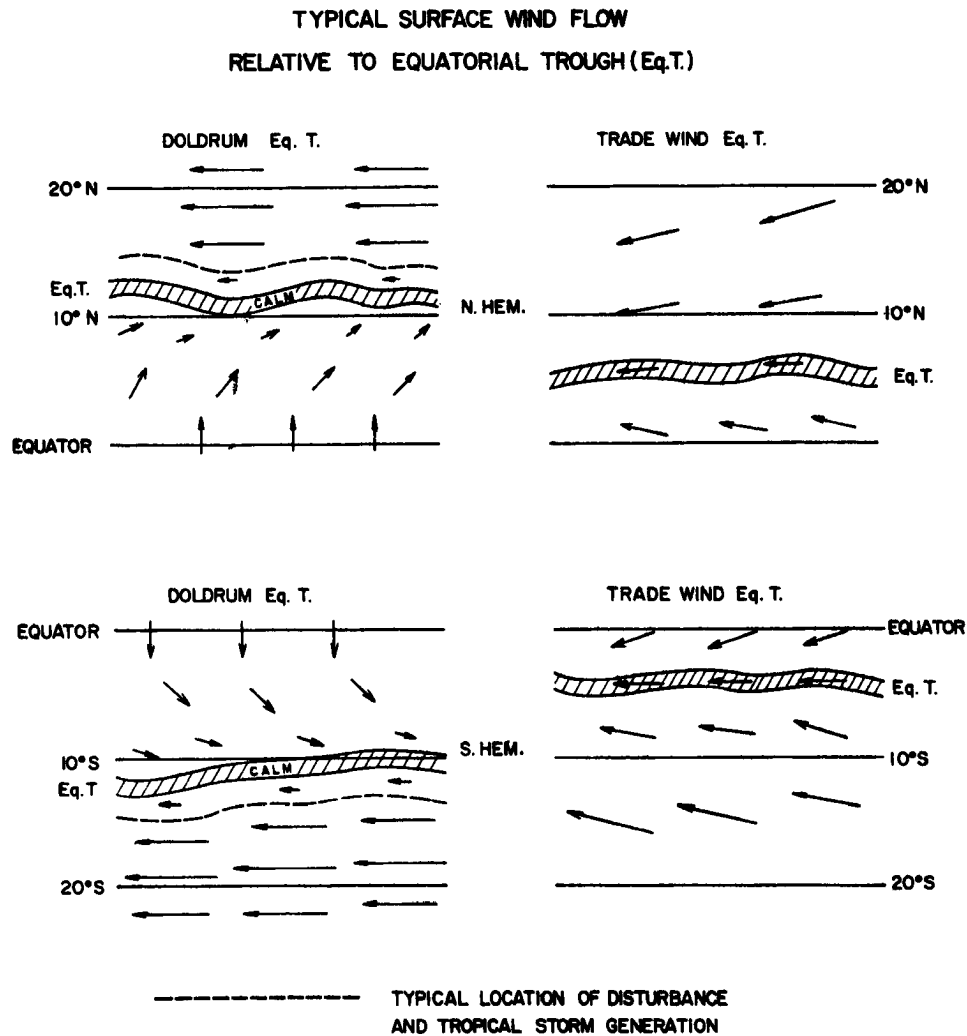 TYPICAL SURFACE WIND FLOW
RELATIVE TO EQUATORIAL TROUGH (Eq.T.)
DOLDRUM Eq. T.
TRADE WIND Eq. T.
20° N
20° N
Eq.T.
CALM
10° N
N. HEM.
10° N
Eq.T.
EQUATOR
DOLDRUM Eq. T.
TRADE WIND Eq. T.
EQUATOR
EQUATOR
Eq. T.
10° S
CALM
S. HEM.
10° S
Eq. T
20° S
20° S
TYPICAL LOCATION OF DISTURBANCE
AND TROPICAL STORM GENERATION